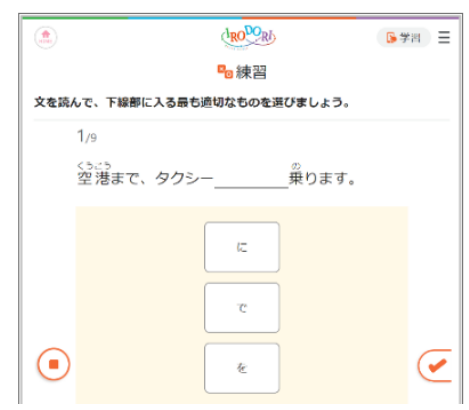 IRODORI
学習
練習
文を読んで、下線部に入る最も適切なものを選びましょう。
1/9
くうこう の
空港まで、タクシー________乗ります。
に
で
を